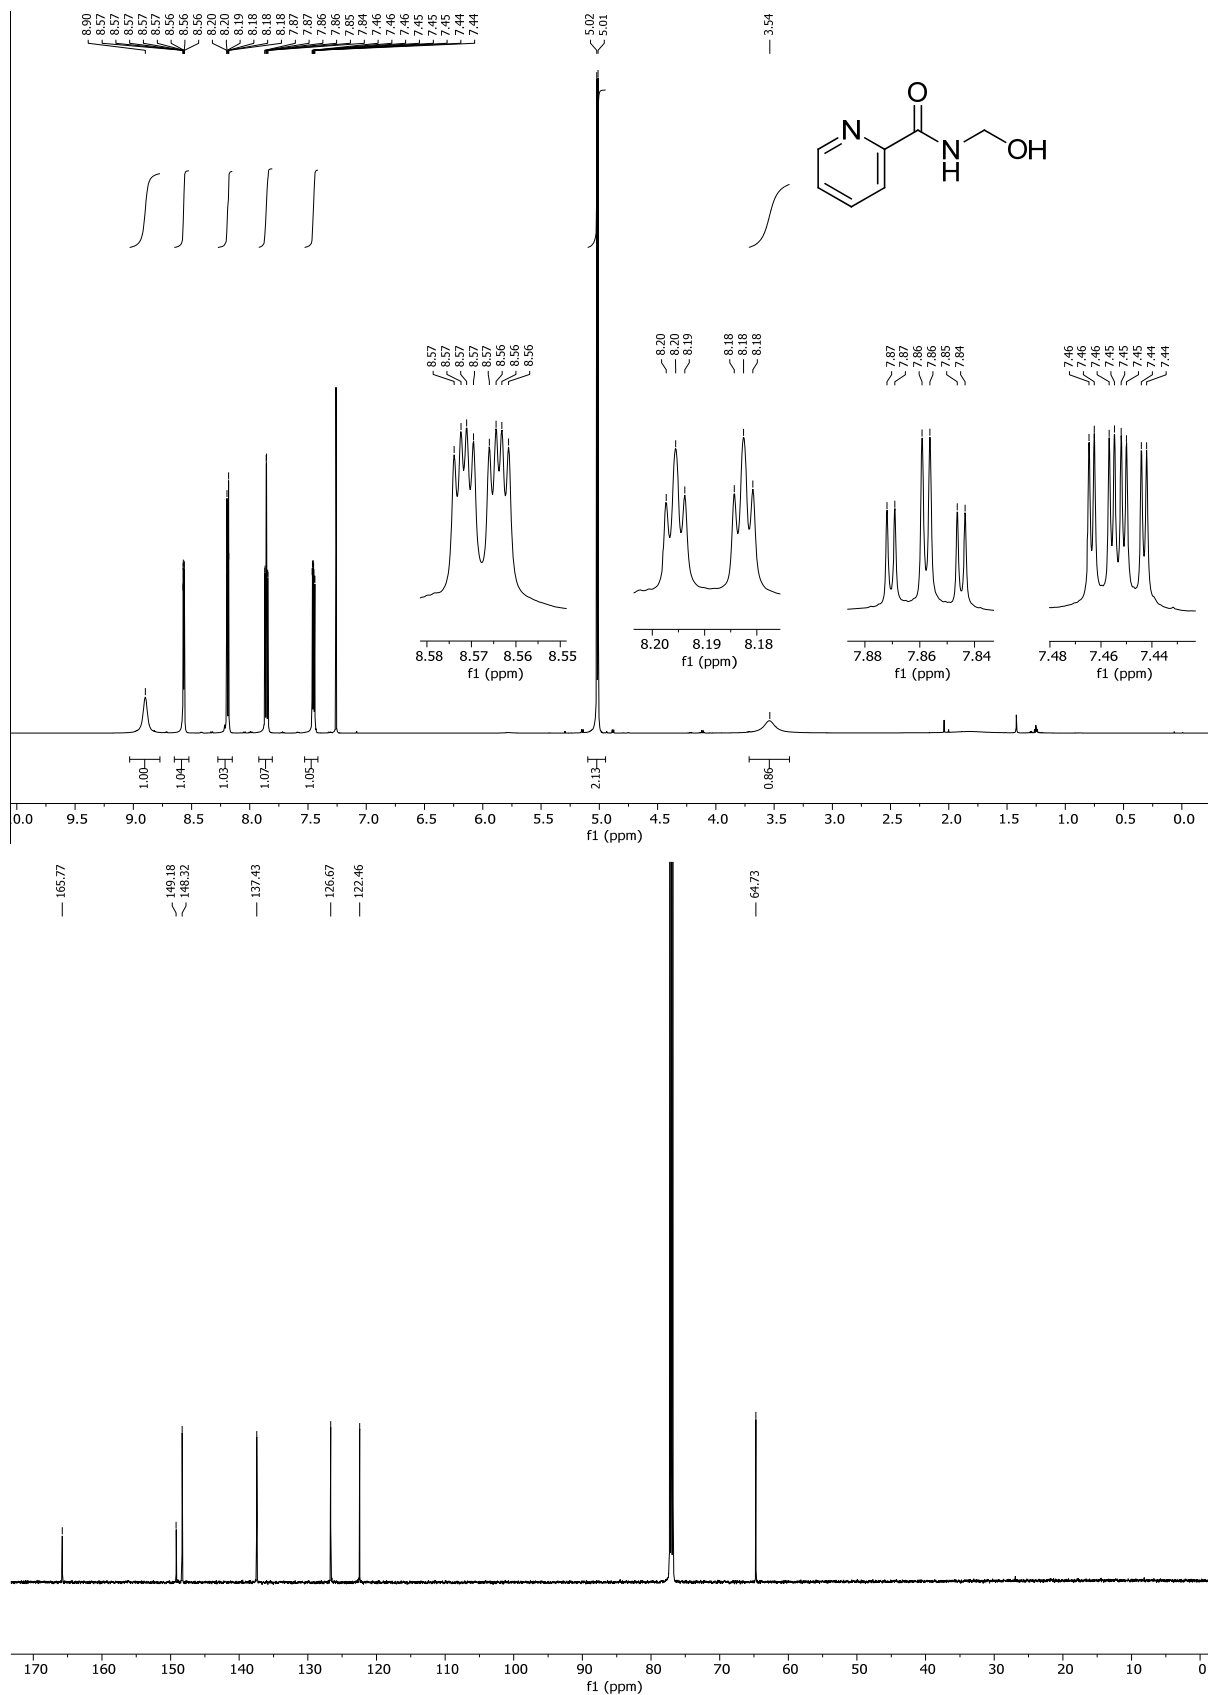 8.90 8.57 8.57 8.57 8.57 8.57 8.56 8.56 8.56 8.20 8.20 8.19 8.18 8.18 8.18 7.87 7.87 7.86 7.86 7.85 7.84 7.46 7.46 7.46 7.45 7.45 7.45 7.44 7.44 5.02 5.01 3.54
O
N
N
H
OH
8.57 8.57 8.57 8.57 8.57 8.56 8.56 8.56 8.20 8.20 8.19 8.18 8.18 8.18 7.87 7.87 7.86 7.86 7.85 7.84 7.46 7.46 7.46 7.45 7.45 7.45 7.44 7.44
8.58 8.57 8.56 8.55
f1 (ppm)
8.20 8.19 8.18
f1 (ppm)
7.88 7.86 7.84
f1 (ppm)
7.48 7.46 7.44
f1 (ppm)
1.00 1.04 1.03 1.07 1.05 2.13 0.86
0.0 9.5 9.0 8.5 8.0 7.5 7.0 6.5 6.0 5.5 5.0 4.5 4.0 3.5 3.0 2.5 2.0 1.5 1.0 0.5 0.0
f1 (ppm)
165.77 149.18 148.32 137.43 126.67 122.46 64.73
170 160 150 140 130 120 110 100 90 80 70 60 50 40 30 20 10 0
f1 (ppm)